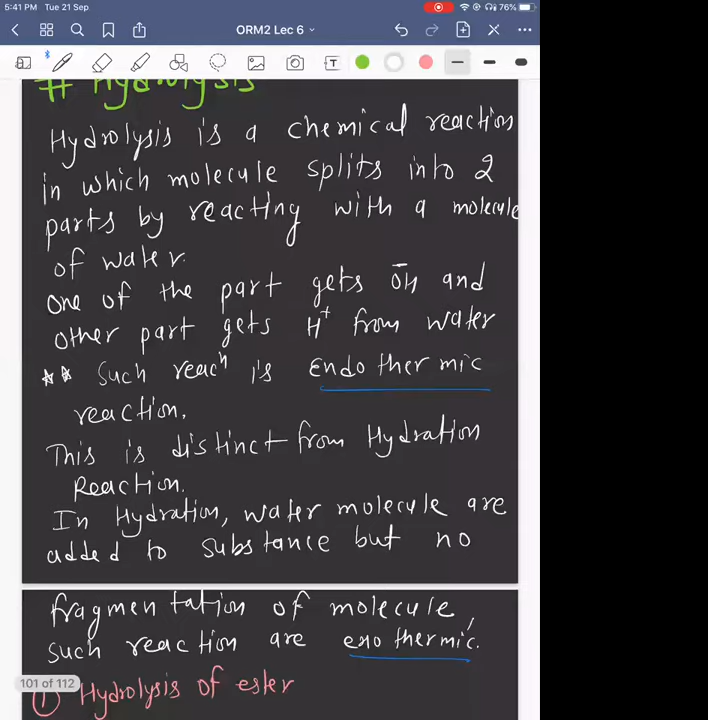 5:41 PM Tue 21 Sep
76%
ORM2 Lec 6
T
# Hydrolysis
Hydrolysis is a chemical reaction
in which molecule splits into 2
parts by reacting with a molecule
of water.
One of the part gets ōH and
other part gets H⁺ from water
** Such reacⁿ is Endothermic
reaction.
This is distinct from Hydration
Reaction.
In Hydration, water molecule are
added to substance but no
fragmentation of molecule,
such reaction are exothermic.
101 of 112
① Hydrolysis of ester